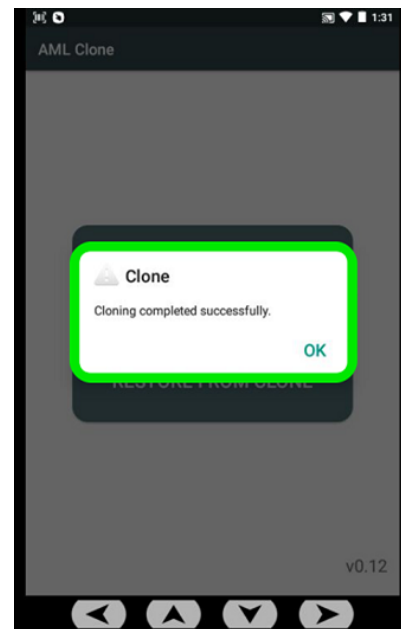 1:31
AML Clone
Clone
Cloning completed successfully.
OK
RESTORE FROM CLONE
v0.12